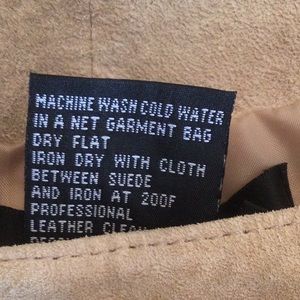 MACHINE WASH COLD WATER
IN A NET GARMENT BAG
DRY FLAT
IRON DRY WITH CLOTH
BETWEEN SUEDE
AND IRON AT 200F
PROFESSIONAL
LEATHER